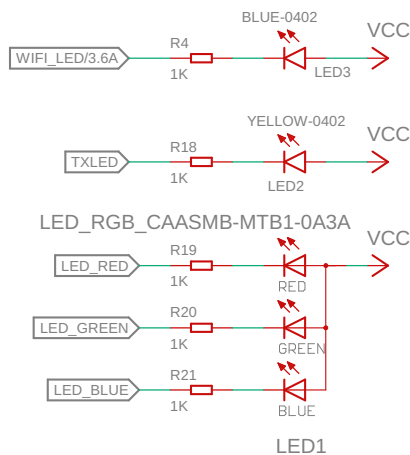 BLUE-0402
R4
VCC
WIFI_LED/3.6A
1K
LED3
YELLOW-0402
R18
VCC
TXLED
1K
LED2
LED_RGB_CAASMB-MTB1-0A3A
R19
VCC
LED_RED
1K
RED
R20
LED_GREEN
1K
GREEN
R21
LED_BLUE
1K
BLUE
LED1